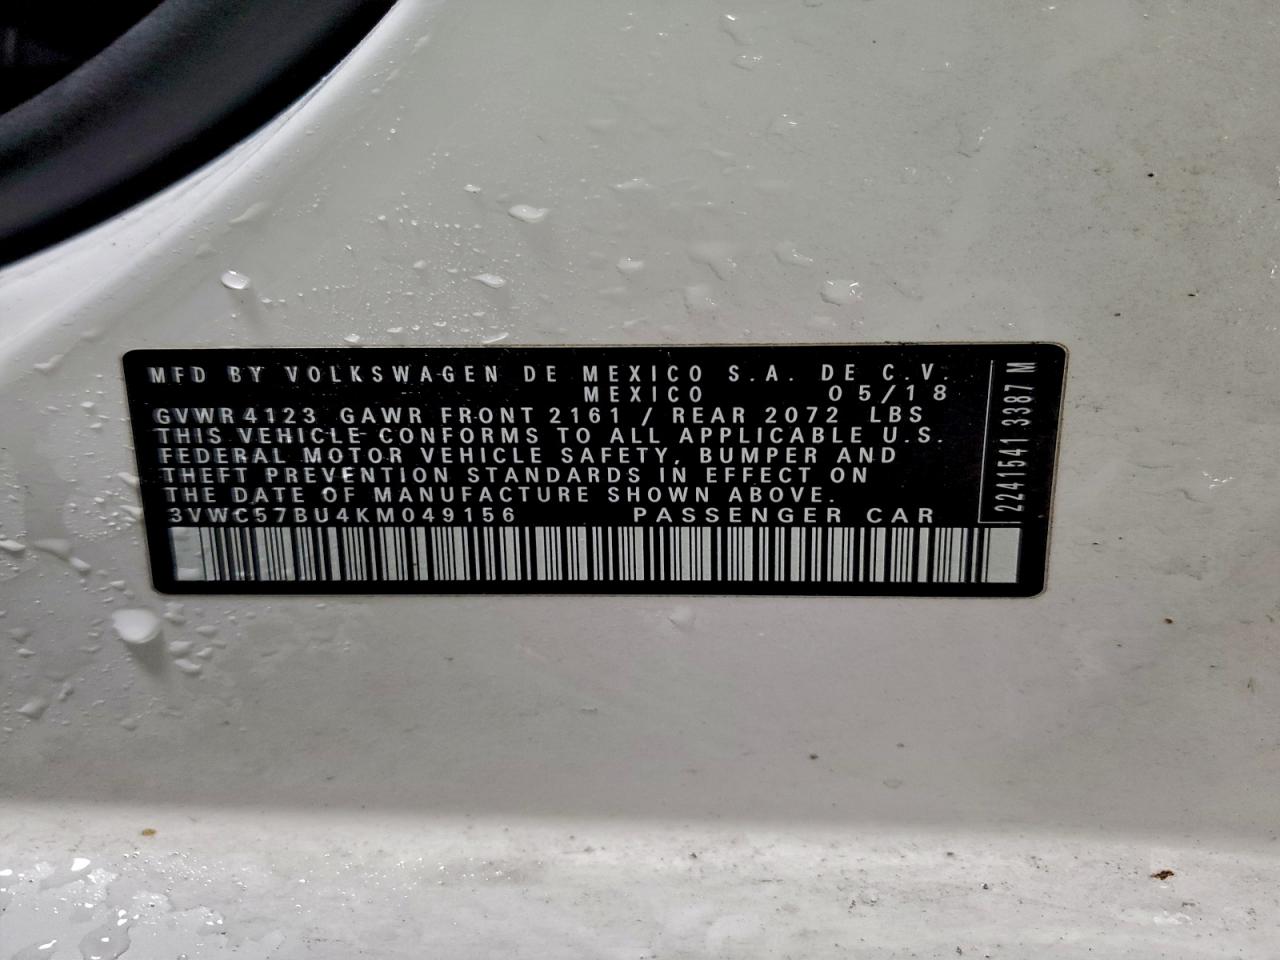 MFD BY VOLKSWAGEN DE MEXICO S.A. DE C.V.
MEXICO 05/18
GVWR 4123 GAWR FRONT 2161 / REAR 2072 LBS
THIS VEHICLE CONFORMS TO ALL APPLICABLE U.S.
FEDERAL MOTOR VEHICLE SAFETY, BUMPER AND
THEFT PREVENTION STANDARDS IN EFFECT ON
THE DATE OF MANUFACTURE SHOWN ABOVE.
3VWC57BU4KM049156 PASSENGER CAR
2241541 3387 M